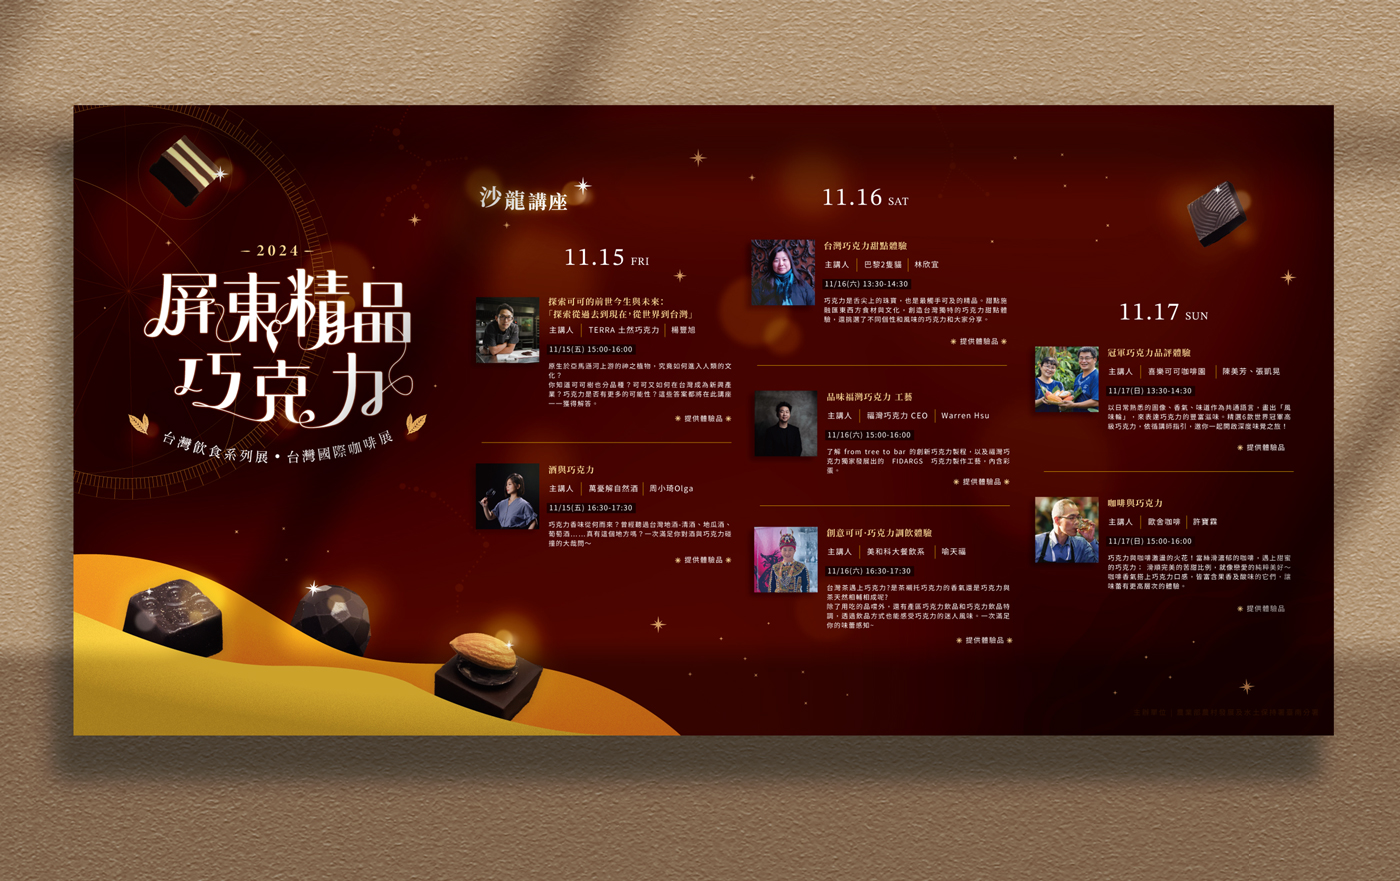 2024
屏東精品
巧克力
台灣飲食系列展•台灣國際咖啡展
沙龍講座
11.15 FRI
探索可可的前世今生與未來：
「探索從過去到現在，從世界到台灣」
主講人 TERRA 土然巧克力 楊豐旭
11/15(五) 15:00-16:00
原生於亞馬遜河上游的神之植物，究竟如何進入人類的文
化？
你知道可可樹也分品種？可可又如何在台灣成為新興產
業？巧克力是否有更多的可能性？這些答案都將在此講座
一一獲得解答。
提供體驗品
酒與巧克力
主講人 萬憂解自然酒 周小琦Olga
11/15(五) 16:30-17:30
巧克力香味從何而來？曾經聽過台灣地酒-清酒、地瓜酒、
葡萄酒……真有這個地方嗎？一次滿足你對酒與巧克力碰
撞的大哉問～
提供體驗品
11.16 SAT
台灣巧克力甜點體驗
主講人 巴黎2隻貓 林欣宜
11/16(六) 13:30-14:30
巧克力是舌尖上的珠寶，也是最觸手可及的精品。甜點施
融匯東西方食材與文化，創造台灣獨特的巧克力甜點體
驗，還挑選了不同個性和風味的巧克力和大家分享。
提供體驗品
品味福灣巧克力 工藝
主講人 福灣巧克力 CEO Warren Hsu
11/16(六) 15:00-16:00
了解 from tree to bar 的創新巧克力製程，以及福灣巧
克力獨家發展出的 FIDARGS 巧克力製作工藝，內含彩
蛋。
提供體驗品
創意可可·巧克力調飲體驗
主講人 美和科大餐飲系 喻天福
11/16(六) 16:30-17:30
台灣茶遇上巧克力?是茶襯托巧克力的香氣還是巧克力與
茶天然相輔相成呢?
除了用吃的品嚐外，還有產區巧克力飲品和巧克力飲品特
調，透過飲品方式也能感受巧克力的迷人風味。一次滿足
你的味蕾感知~
提供體驗品
11.17 SUN
冠軍巧克力品評體驗
主講人 喜樂可可咖啡園 陳美芳、張凱晃
11/17(日) 13:30-14:30
以日常熟悉的圖像、香氣、味道作為共通語言，畫出「風
味輪」，來表達巧克力的豐富滋味。精選6款世界冠軍高
級巧克力，依循講師指引，邀你一起開啟深度味覺之旅！
提供體驗品
咖啡與巧克力
主講人 歐舍咖啡 許寶霖
11/17(日) 15:00-16:00
巧克力與咖啡激盪的火花！當絲滑濃郁的咖啡，遇上甜蜜
的巧克力； 滑順完美的苦甜比例，就像戀愛的純粹美好～
咖啡香氣搭上巧克力口感，皆富含果香及酸味的它們，讓
味蕾有更高層次的體驗。
提供體驗品